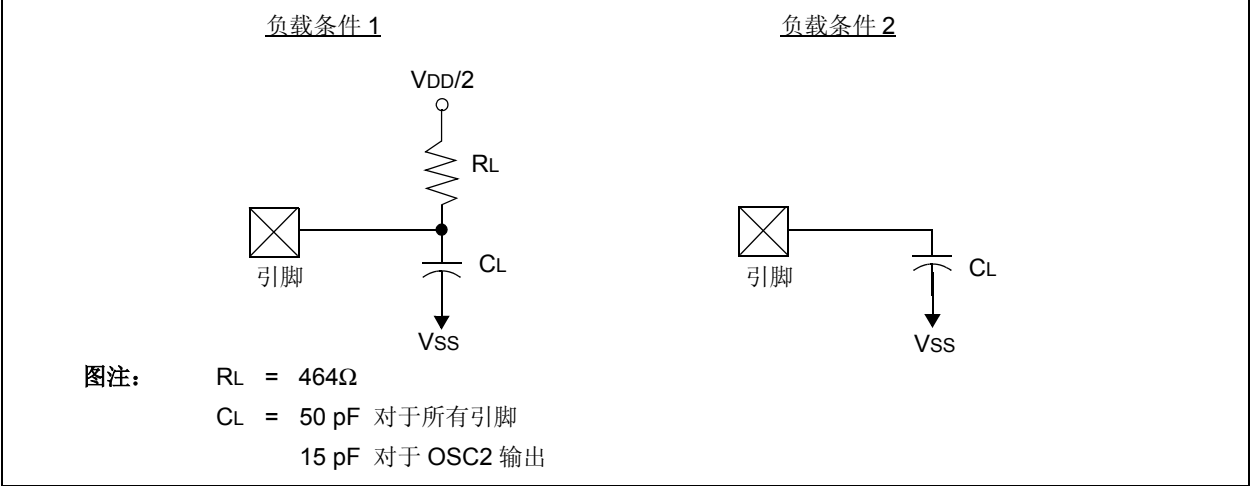 负载条件 1
VDD/2
RL
CL
引脚
VSS
负载条件 2
CL
引脚
VSS
图注： RL = 464Ω
CL = 50 pF 对于所有引脚
15 pF 对于 OSC2 输出